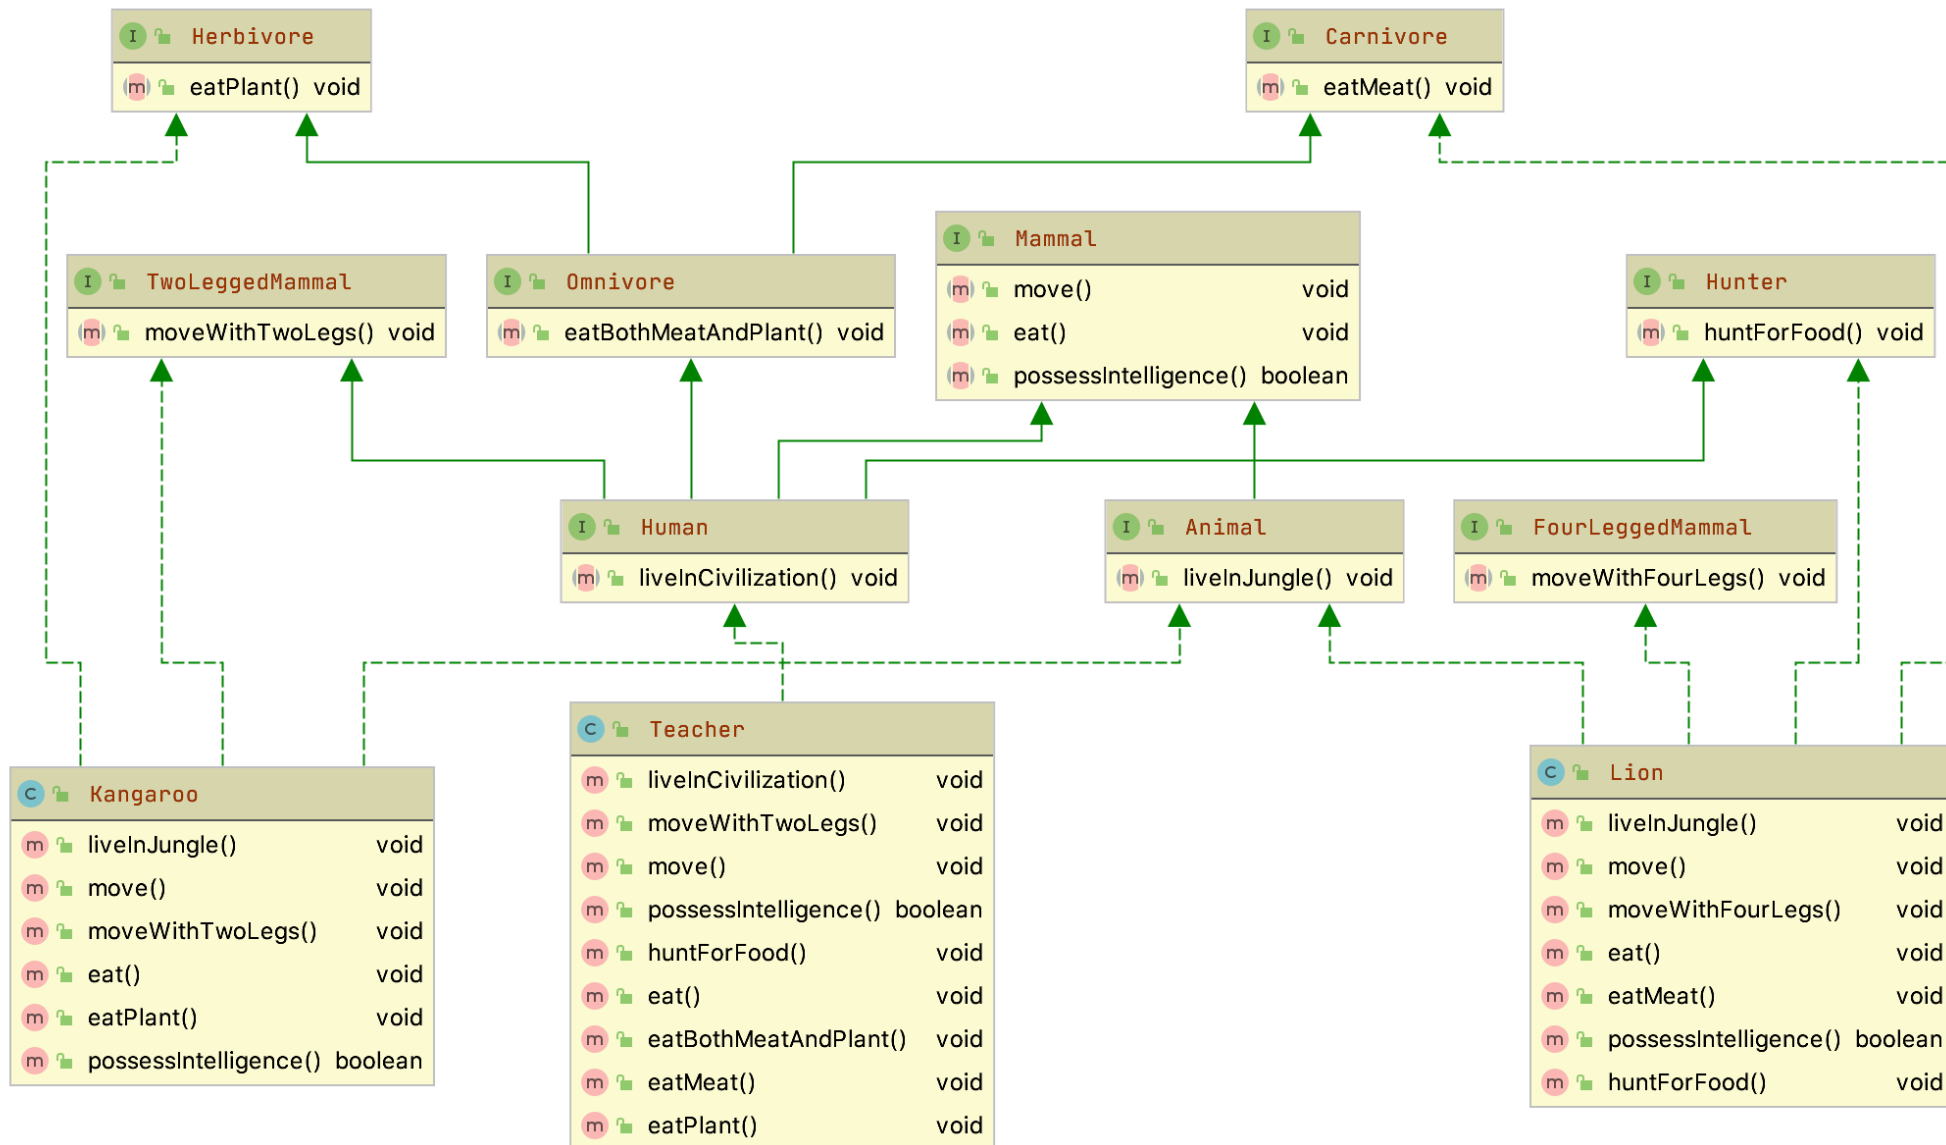 I Herbivore
m eatPlant() void
I Carnivore
m eatMeat() void
I TwoLeggedMammal
m moveWithTwoLegs() void
I Omnivore
m eatBothMeatAndPlant() void
I Mammal
m move() void
m eat() void
m possessIntelligence() boolean
I Hunter
m huntForFood() void
I Human
m liveInCivilization() void
I Animal
m liveInJungle() void
I FourLeggedMammal
m moveWithFourLegs() void
C Kangaroo
m liveInJungle() void
m move() void
m moveWithTwoLegs() void
m eat() void
m eatPlant() void
m possessIntelligence() boolean
C Teacher
m liveInCivilization() void
m moveWithTwoLegs() void
m move() void
m possessIntelligence() boolean
m huntForFood() void
m eat() void
m eatBothMeatAndPlant() void
m eatMeat() void
m eatPlant() void
C Lion
m liveInJungle() void
m move() void
m moveWithFourLegs() void
m eat() void
m eatMeat() void
m possessIntelligence() boolean
m huntForFood() void